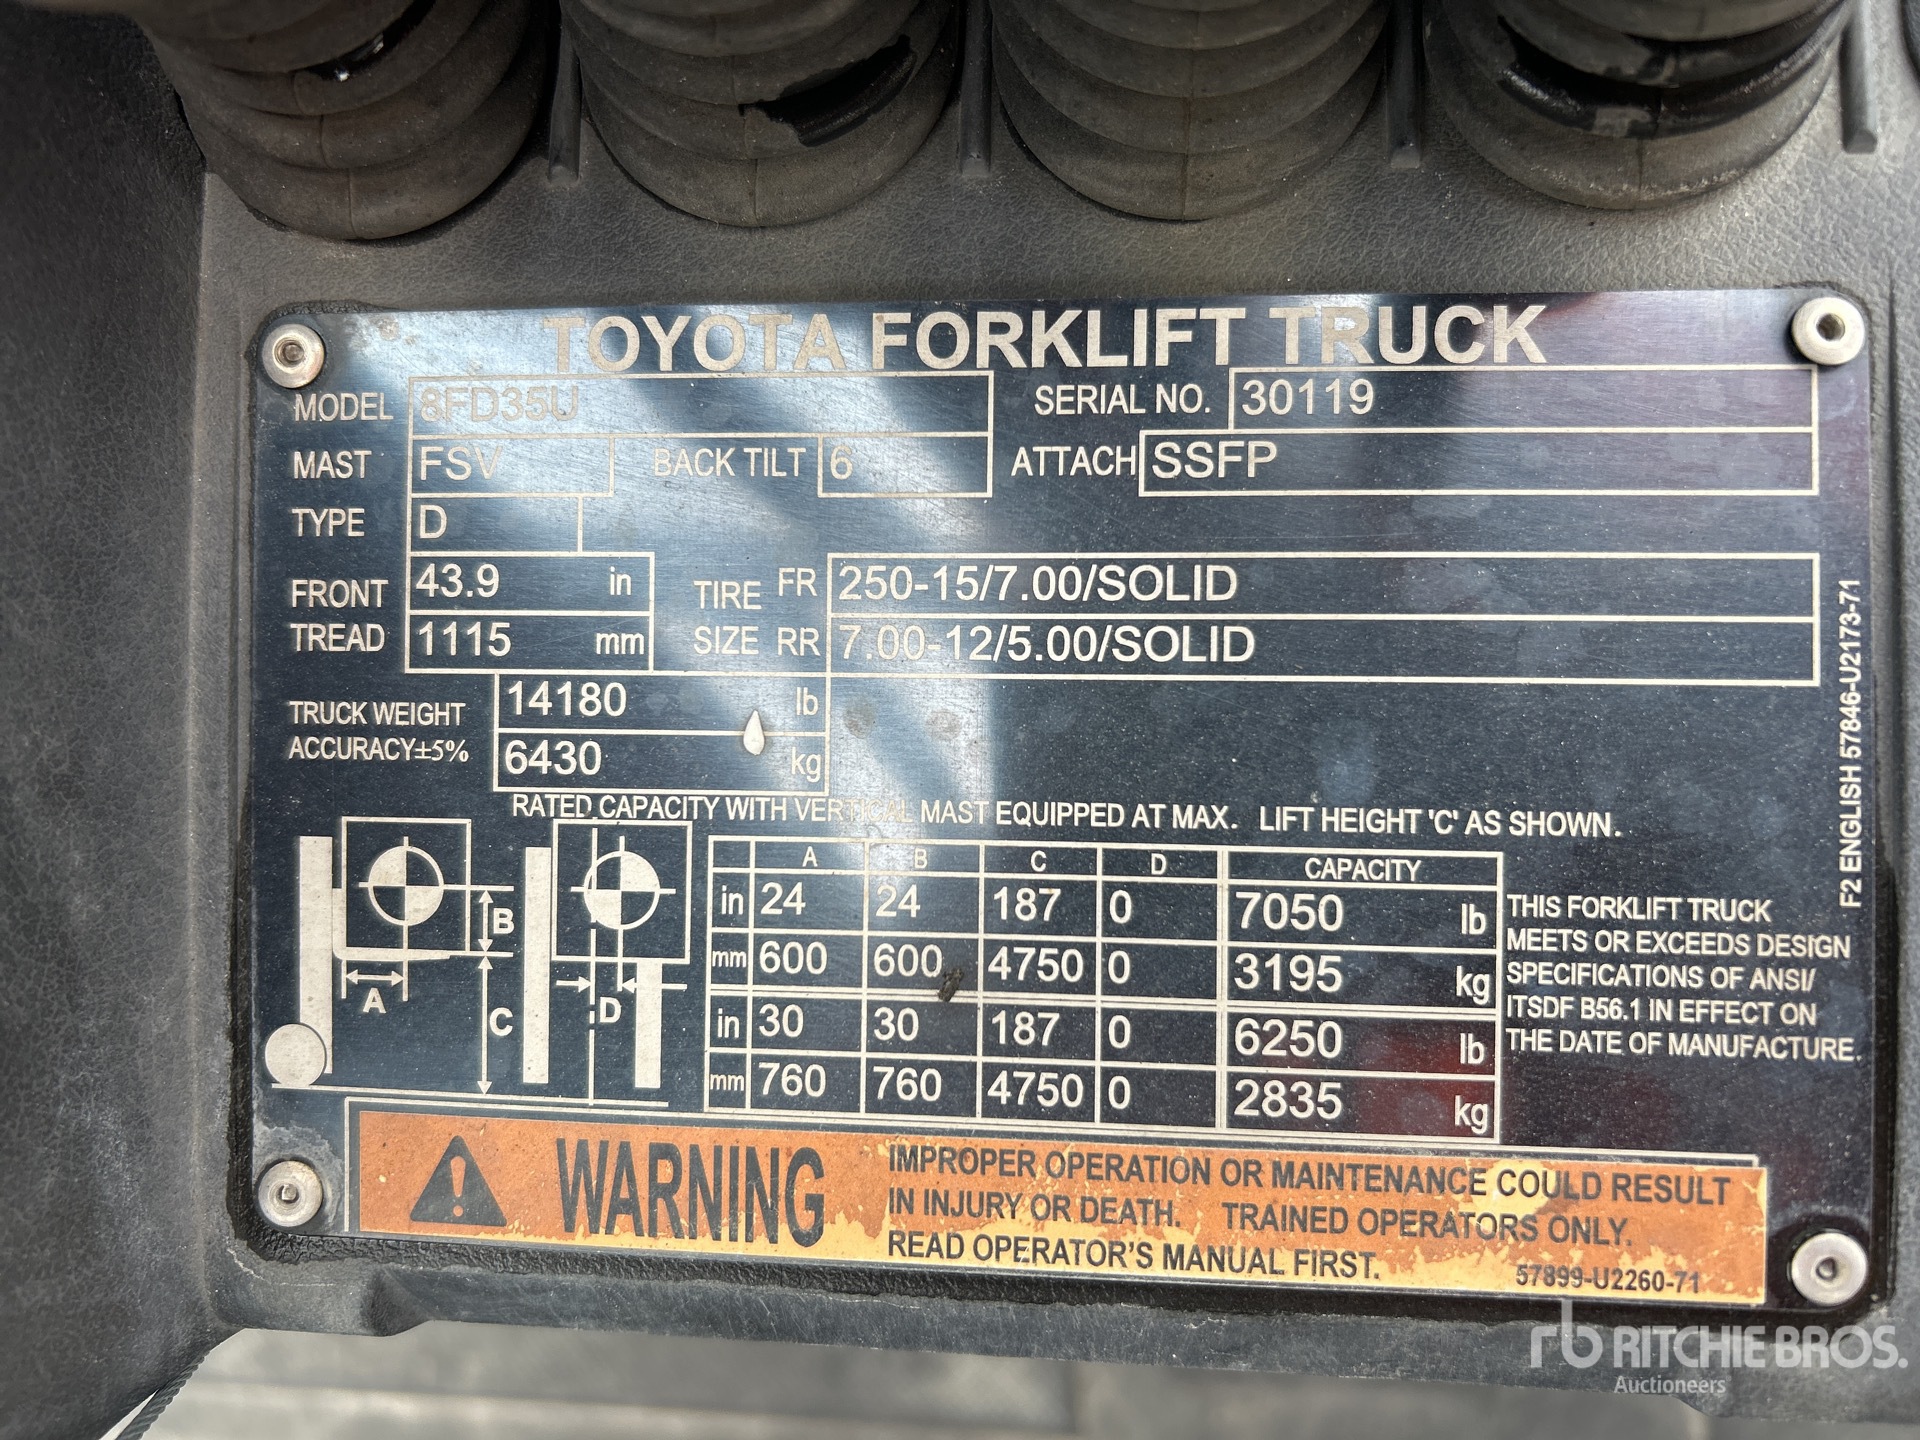 TOYOTA FORKLIFT TRUCK
MODEL 8FD35U SERIAL NO. 30119
MAST FSV BACK TILT 6 ATTACH SSFP
TYPE D
FRONT TREAD 43.9 in TIRE SIZE FR 250-15/7.00/SOLID
1115 mm RR 7.00-12/5.00/SOLID
TRUCK WEIGHT 14180 lb
ACCURACY±5% 6430 kg
RATED CAPACITY WITH VERTICAL MAST EQUIPPED AT MAX. LIFT HEIGHT 'C' AS SHOWN.
A B C D CAPACITY
in 24 24 187 0 7050 lb
mm 600 600 4750 0 3195 kg
in 30 30 187 0 6250 lb
mm 760 760 4750 0 2835 kg
B
A
C
D
THIS FORKLIFT TRUCK
MEETS OR EXCEEDS DESIGN
SPECIFICATIONS OF ANSI/
ITSDF B56.1 IN EFFECT ON
THE DATE OF MANUFACTURE.
F2 ENGLISH 57846-U2173-71
WARNING
IMPROPER OPERATION OR MAINTENANCE COULD RESULT
IN INJURY OR DEATH. TRAINED OPERATORS ONLY.
READ OPERATOR'S MANUAL FIRST.
57899-U2260-71
rb RITCHIE BROS.
Auctioneers